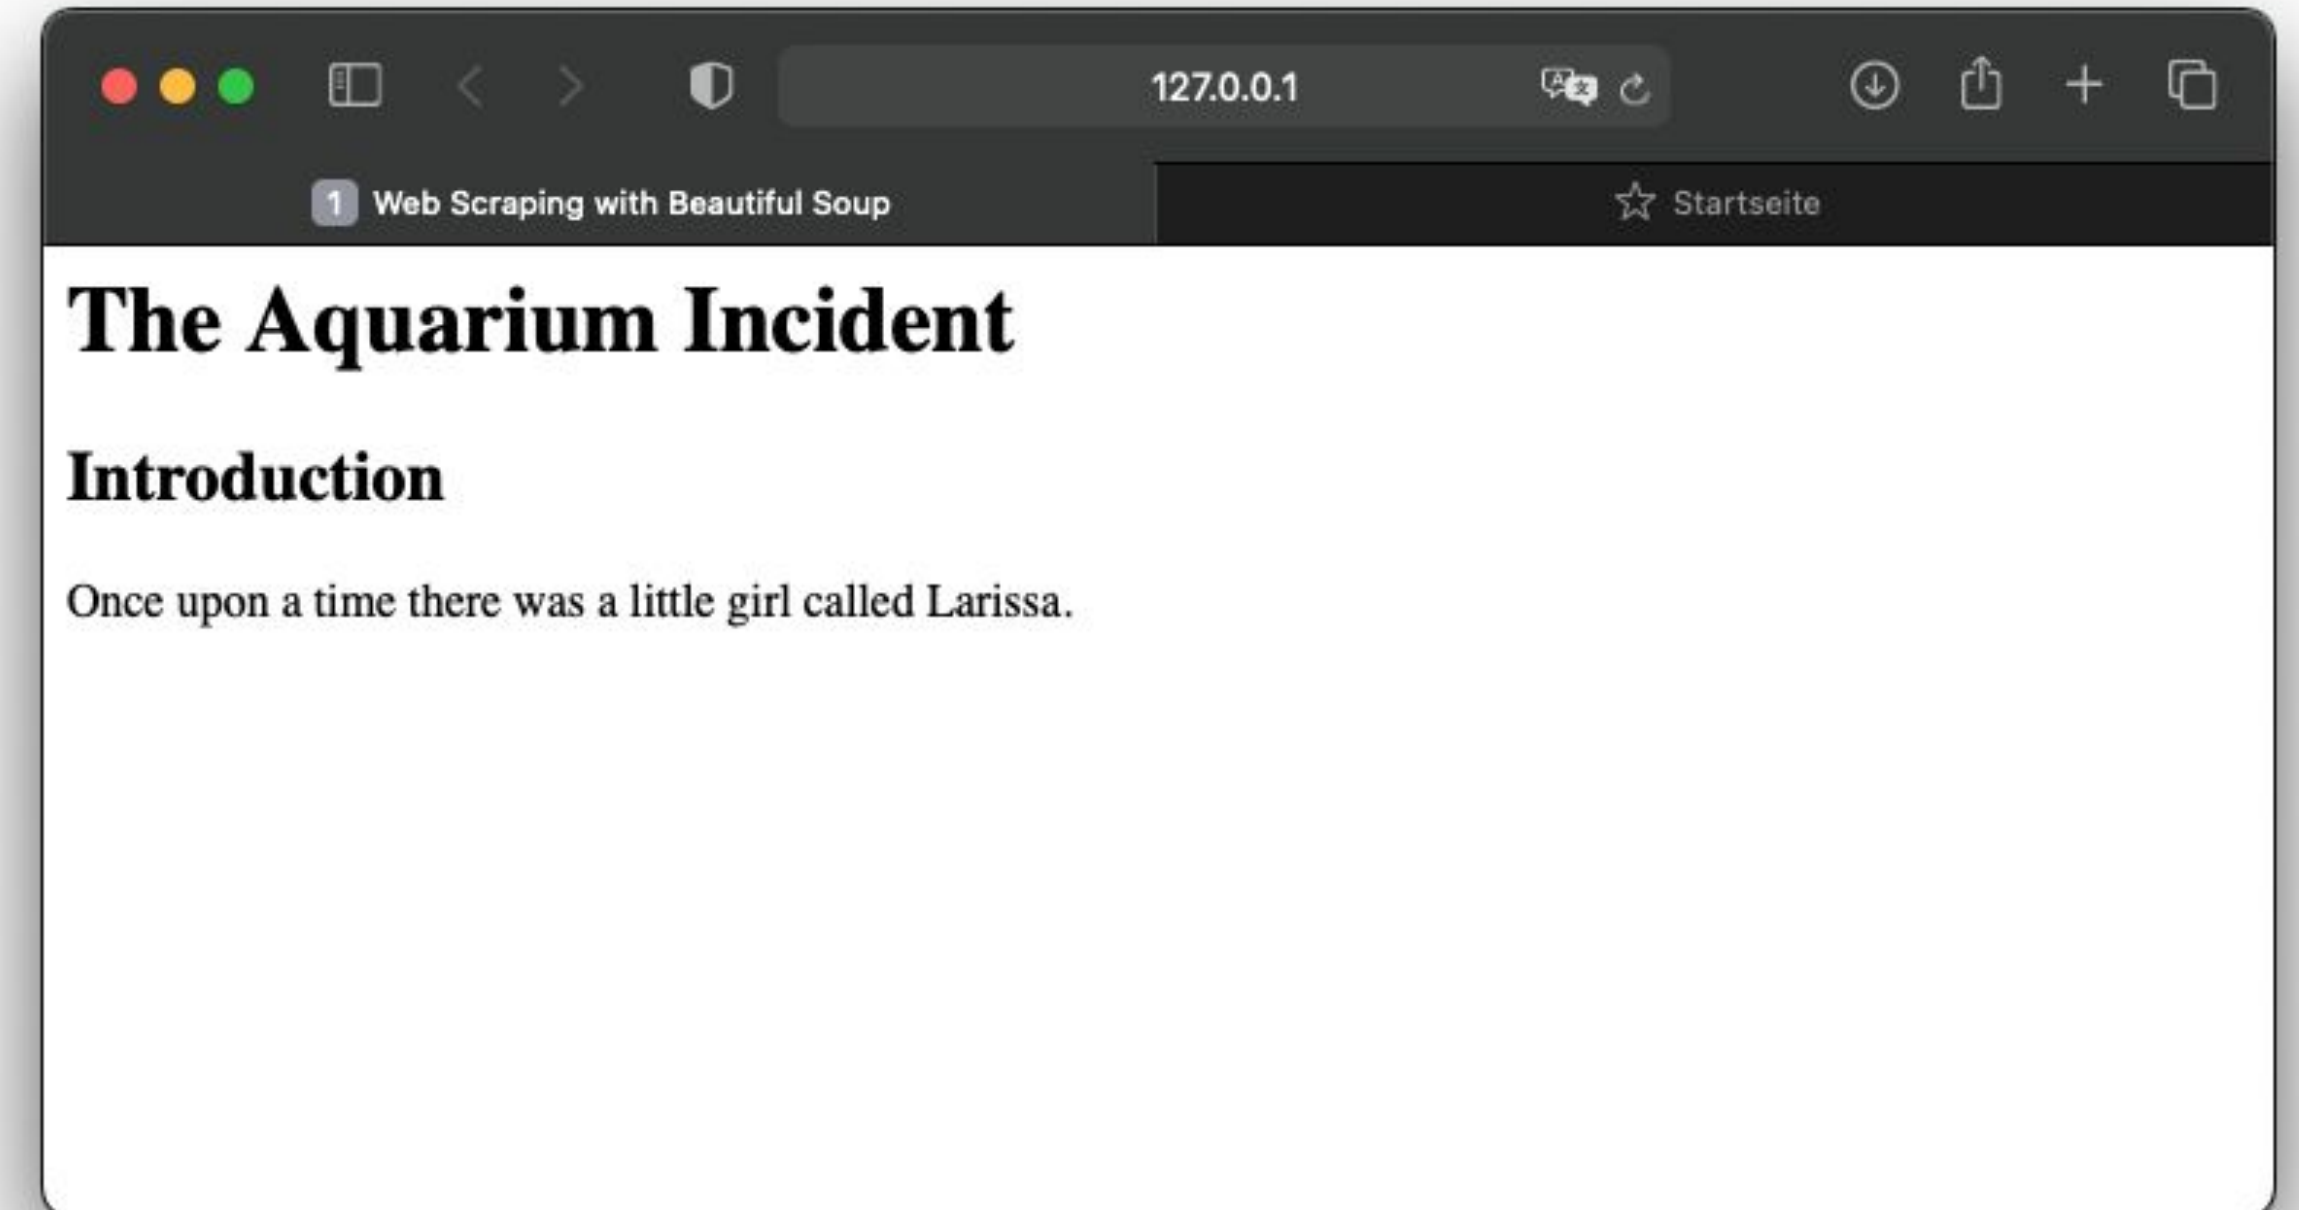 127.0.0.1
1 Web Scraping with Beautiful Soup
Startseite
The Aquarium Incident
Introduction
Once upon a time there was a little girl called Larissa.